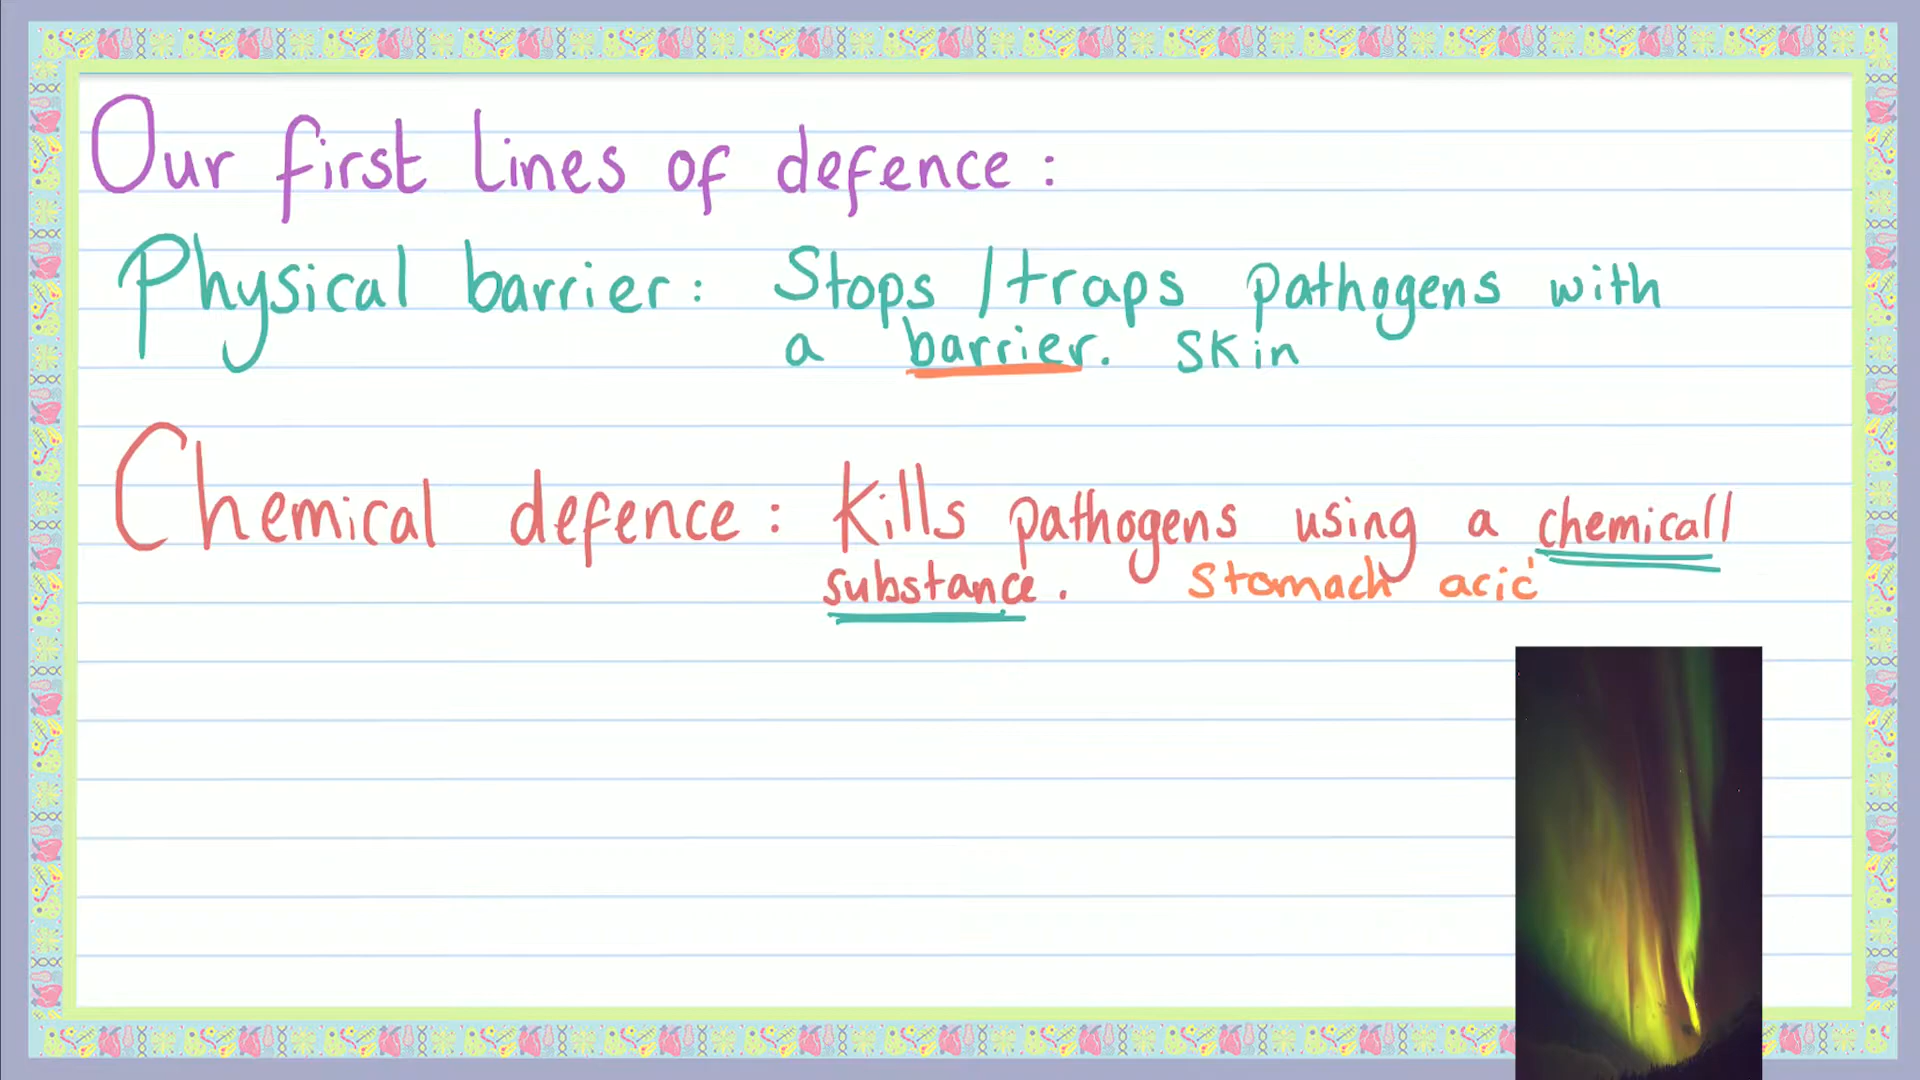 Our first lines of defence:
Physical barrier: Stops/traps pathogens with
a barrier. Skin
Chemical defence: Kills pathogens using a chemicall
substance. Stomach acid